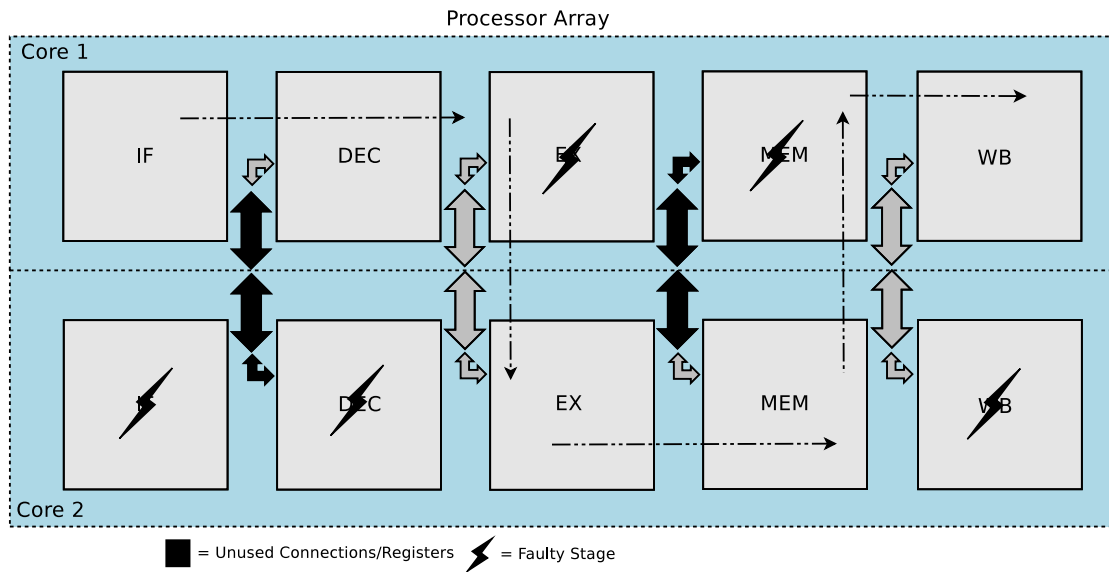 Processor Array
Core 1
IF
DEC
EX
MEM
WB
IF
DEC
EX
MEM
WB
Core 2
= Unused Connections/Registers
= Faulty Stage